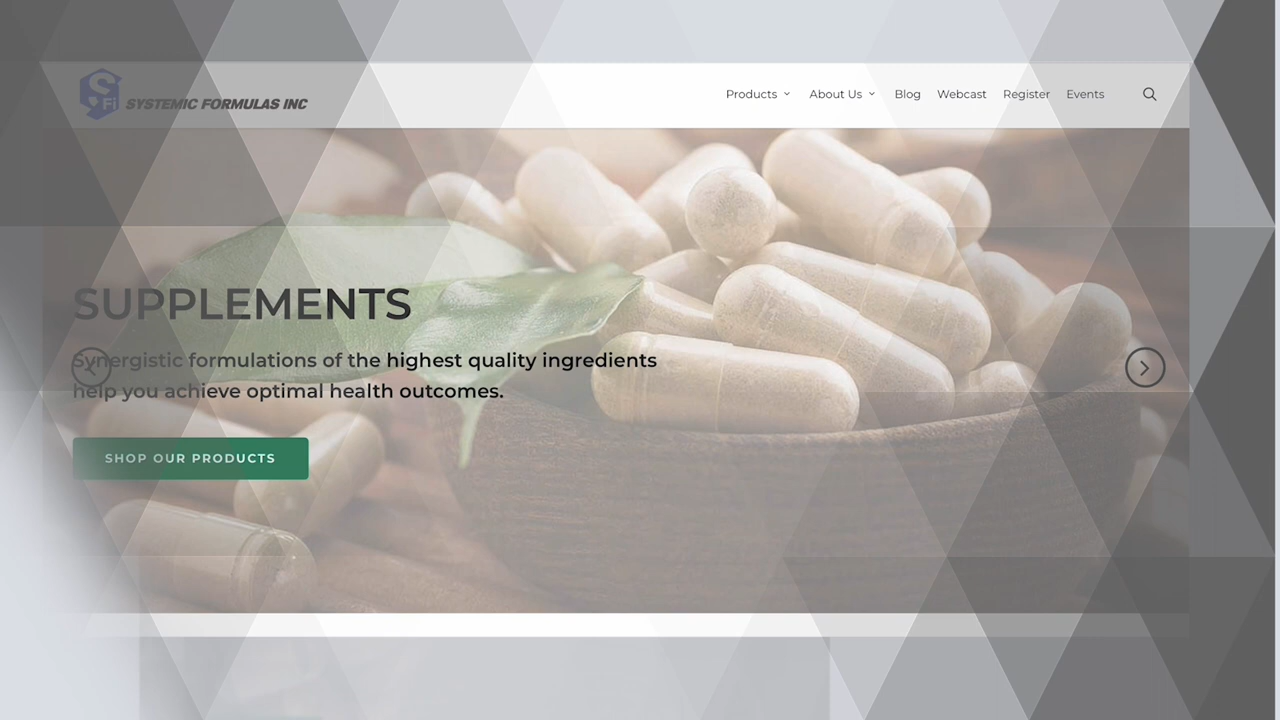 SFi SYSTEMIC FORMULAS INC
Products About Us Blog Webcast Register Events
SUPPLEMENTS
Synergistic formulations of the highest quality ingredients
help you achieve optimal health outcomes.
SHOP OUR PRODUCTS